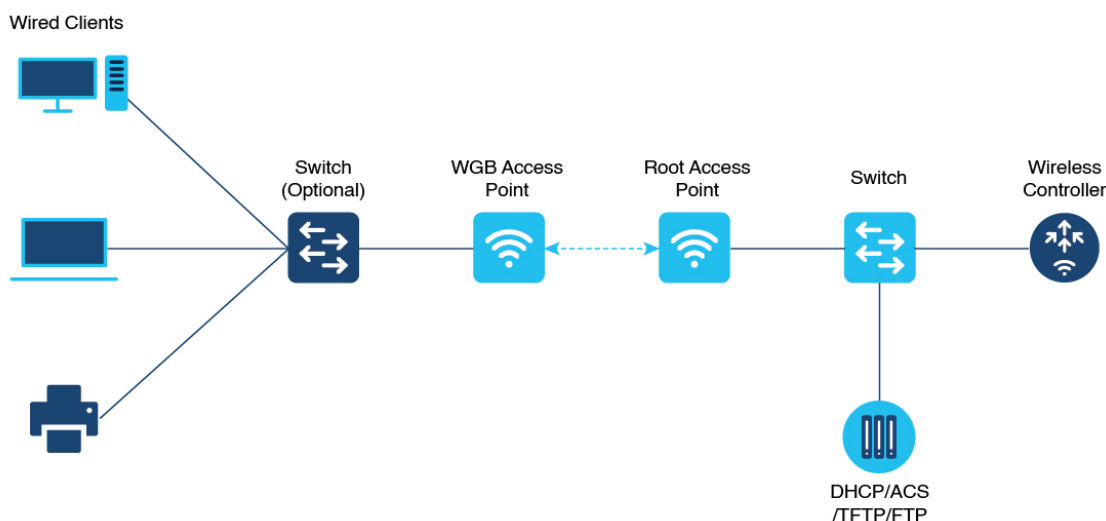 Wired Clients
Switch
(Optional)
WGB Access
Point
Root Access
Point
Switch
Wireless
Controller
DHCP/ACS
/TFTP/FTP